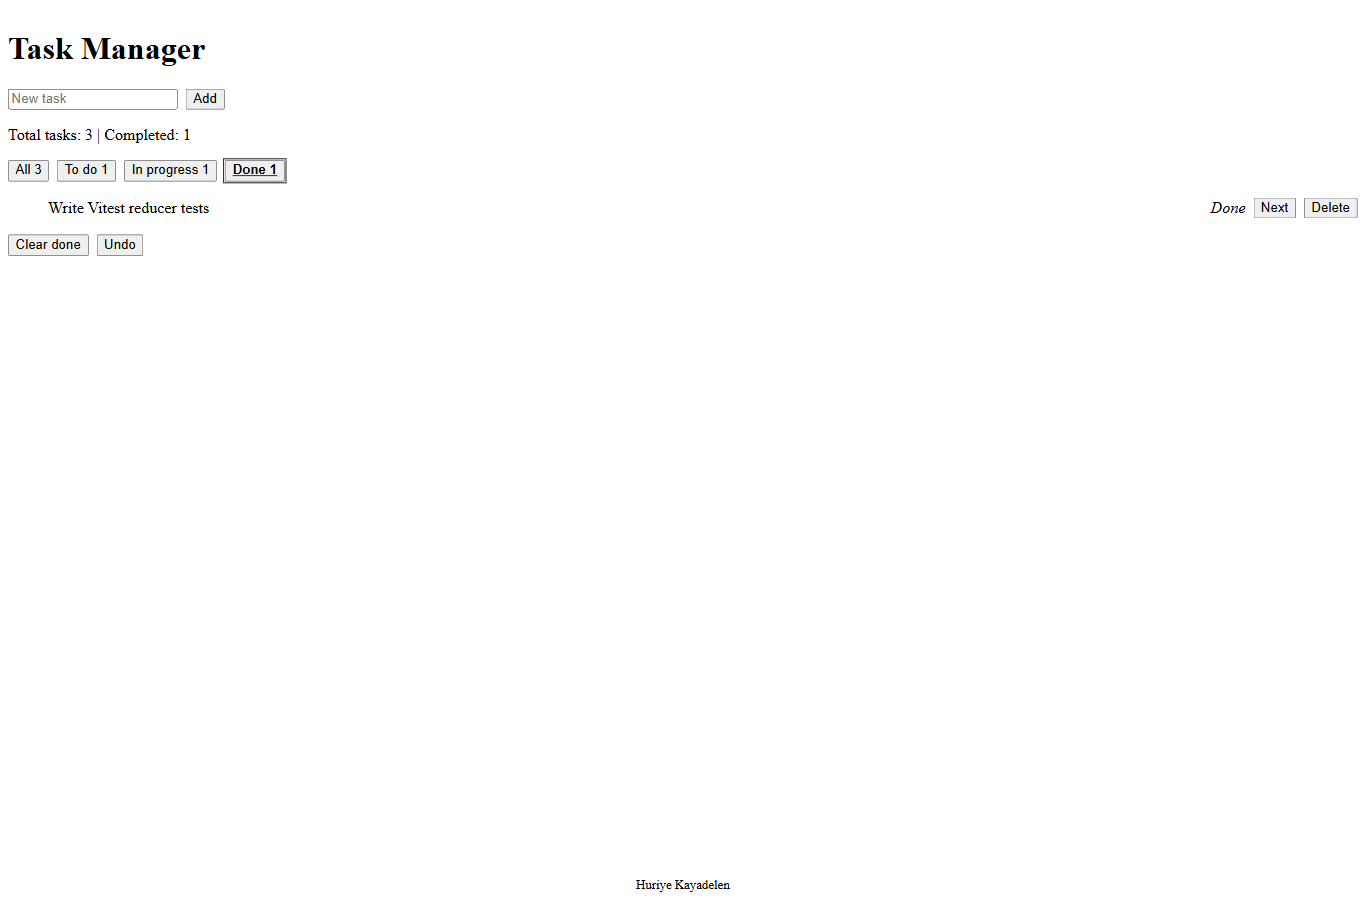 Task Manager
New task Add
Total tasks: 3 | Completed: 1
All 3 To do 1 In progress 1 Done 1
Write Vitest reducer tests Done Next Delete
Clear done Undo
Huriye Kayadelen